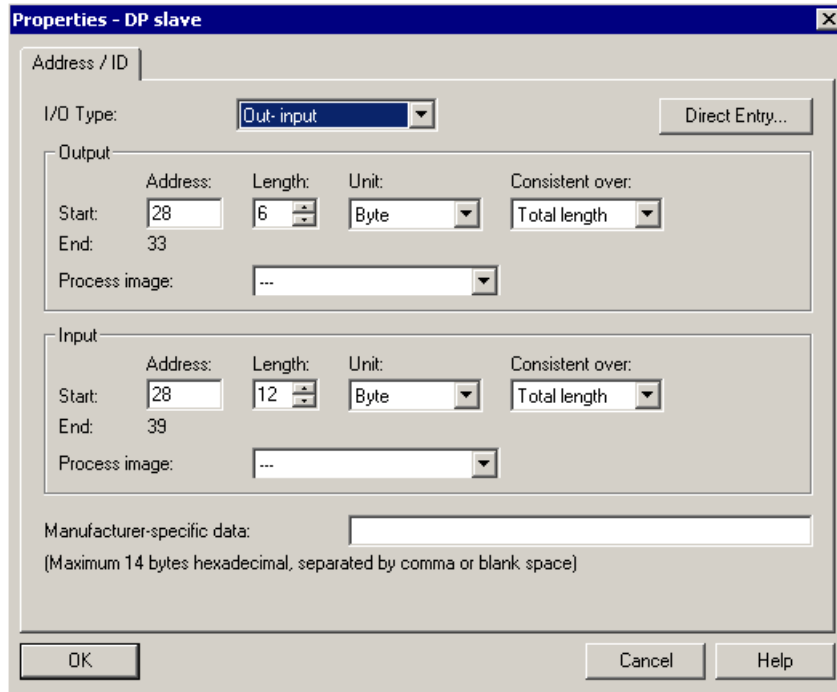 Properties - DP slave
Address / ID
I/O Type: Out- input Direct Entry...
Output
Address: Length: Unit: Consistent over:
Start: 28 6 Byte Total length
End: 33
Process image: ---
Input
Address: Length: Unit: Consistent over:
Start: 28 12 Byte Total length
End: 39
Process image: ---
Manufacturer-specific data:
(Maximum 14 bytes hexadecimal, separated by comma or blank space)
OK Cancel Help